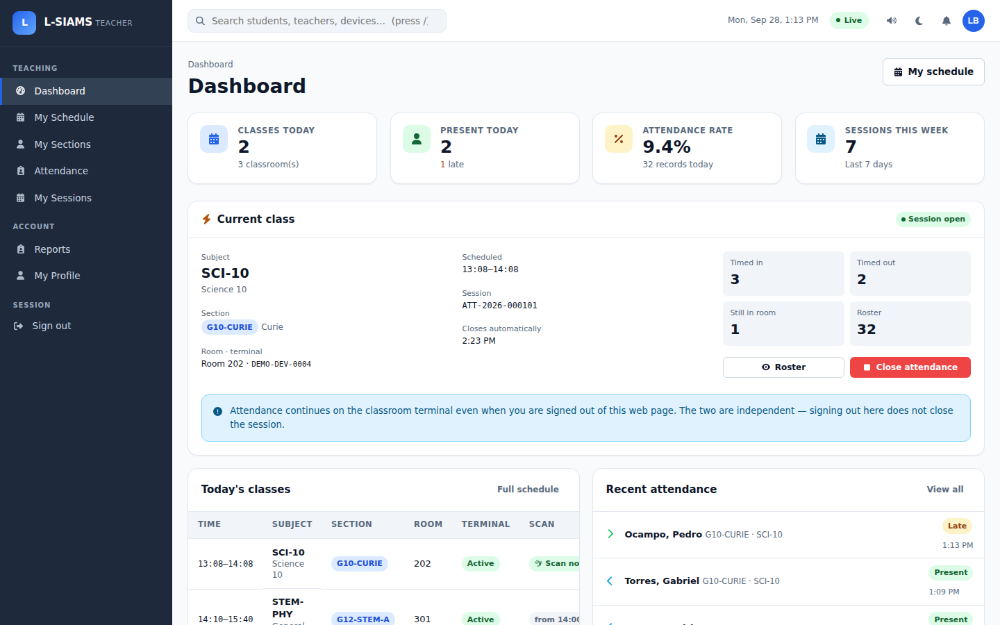 L L-SIAMS TEACHER
TEACHING
Dashboard
My Schedule
My Sections
Attendance
My Sessions
ACCOUNT
Reports
My Profile
SESSION
Sign out
Search students, teachers, devices... (press /)
Mon, Sep 28, 1:13 PM
Live
LB
Dashboard
Dashboard
My schedule
CLASSES TODAY
2
3 classroom(s)
PRESENT TODAY
2
1 late
ATTENDANCE RATE
9.4%
32 records today
SESSIONS THIS WEEK
7
Last 7 days
Current class
Session open
Subject
SCI-10
Science 10
Section
G10-CURIE Curie
Room · terminal
Room 202 · DEMO-DEV-0004
Scheduled
13:08–14:08
Session
ATT-2026-000101
Closes automatically
2:23 PM
Timed in
3
Timed out
2
Still in room
1
Roster
32
Roster
Close attendance
Attendance continues on the classroom terminal even when you are signed out of this web page. The two are independent — signing out here does not close
the session.
Today's classes
Full schedule
TIME SUBJECT SECTION ROOM TERMINAL SCAN
13:08–14:08 SCI-10 Science 10 G10-CURIE 202 Active Scan no
14:10–15:40 STEM-PHY General G12-STEM-A 301 Active from 14:00
Recent attendance
View all
Ocampo, Pedro G10-CURIE · SCI-10
Late
1:13 PM
Torres, Gabriel G10-CURIE · SCI-10
Present
1:09 PM
Present